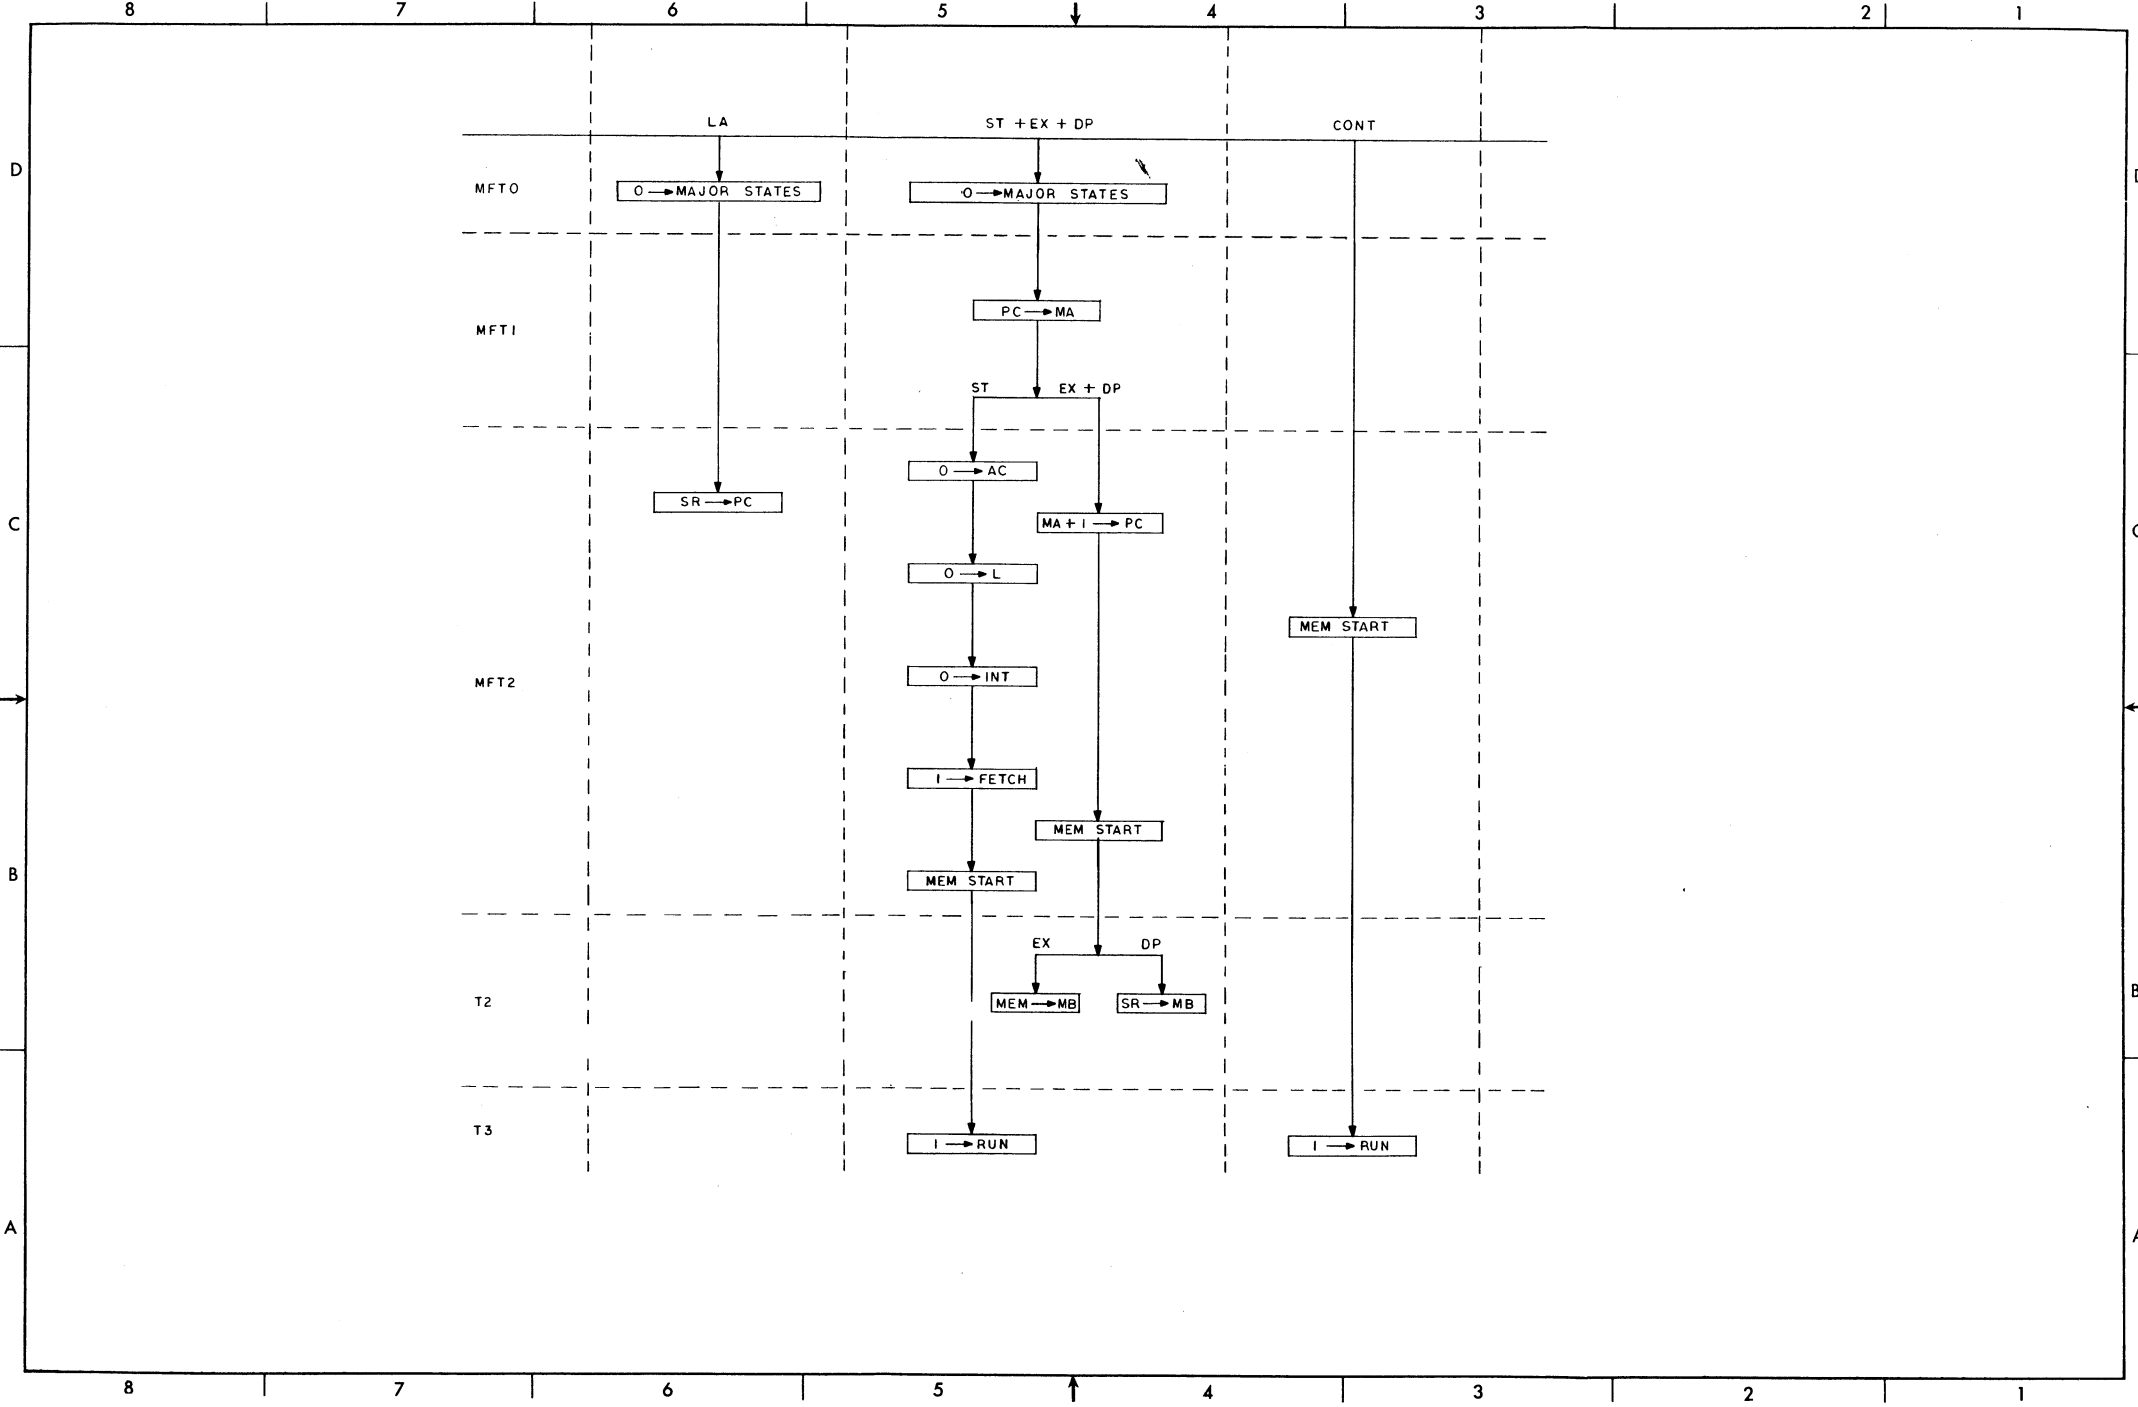 8 7 6 5 4 3 2 1
LA ST + EX + DP CONT
D
MFT0 0→MAJOR STATES 0→MAJOR STATES
PC→MA
MFT1
ST EX + DP
0→AC
SR→PC
C MA+1→PC C
0→L
MEM START
0→INT
MFT2
1→FETCH
MEM START
B MEM START
EX DP
T2 MEM→MB SR→MB B
T3
1→RUN 1→RUN
A A
8 7 6 5 4 3 2 1